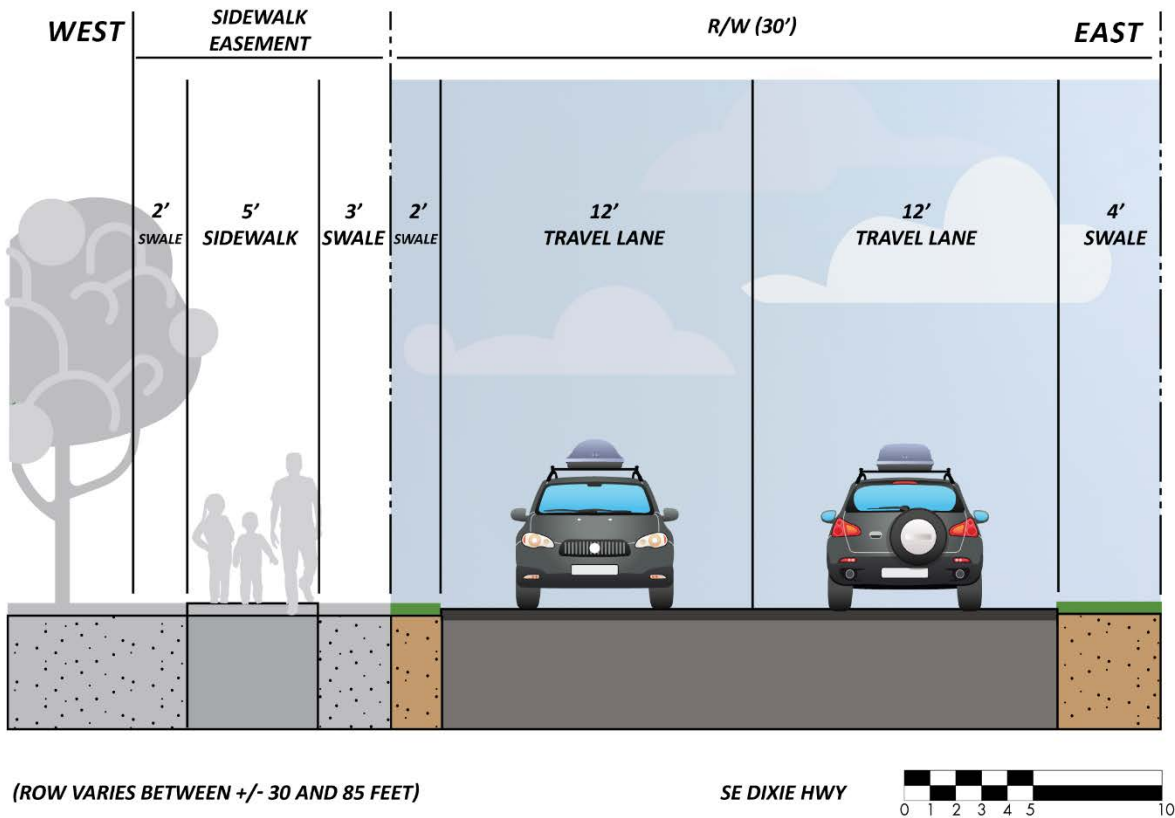 WEST
SIDEWALK
EASEMENT
R/W (30')
EAST
2'
SWALE
5'
SIDEWALK
3'
SWALE
2'
SWALE
12'
TRAVEL LANE
12'
TRAVEL LANE
4'
SWALE
(ROW VARIES BETWEEN +/- 30 AND 85 FEET)
SE DIXIE HWY
0 1 2 3 4 5 10